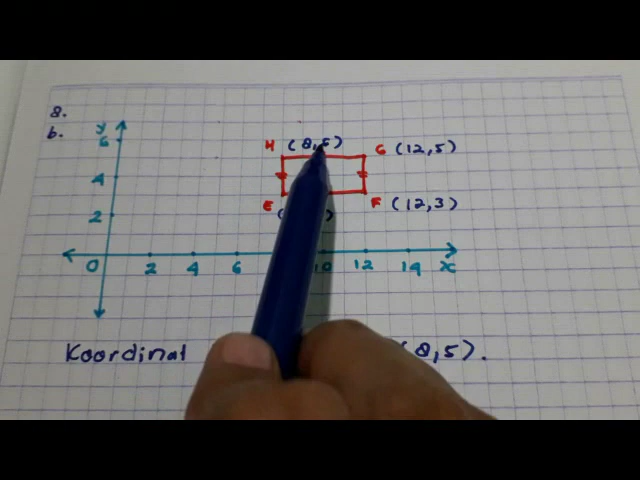 8.
b.
y
6
H (8,5) G (12,5)
4
E F (12,3)
2
0 2 4 6 10 12 14 x
Koordinat (8,5).